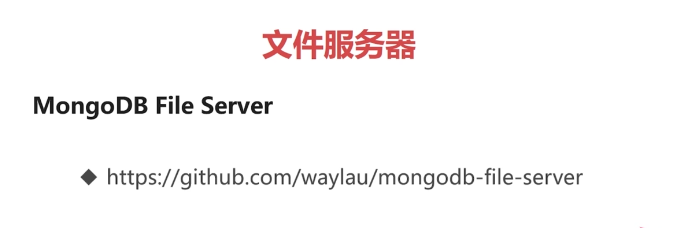 文件服务器
MongoDB File Server
◆ https://github.com/waylau/mongodb-file-server